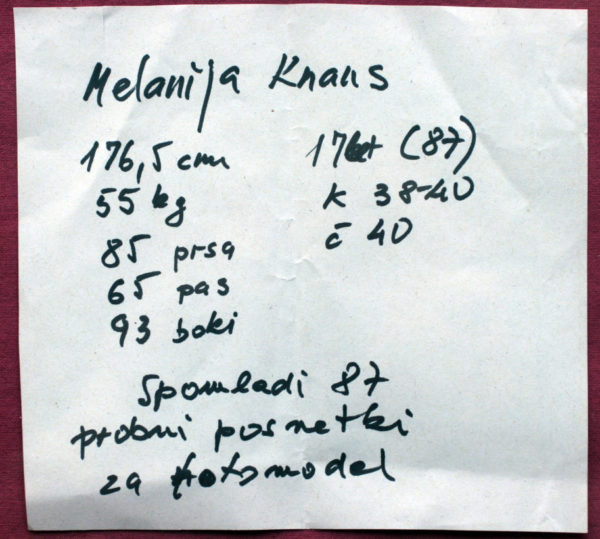 Melanija Knaus
176,5 cm
55 kg
85 prsa
65 pas
93 boki
17 let (87)
k 38-40
č 40
Spomladi 87
probni posnetki
za fotomodel